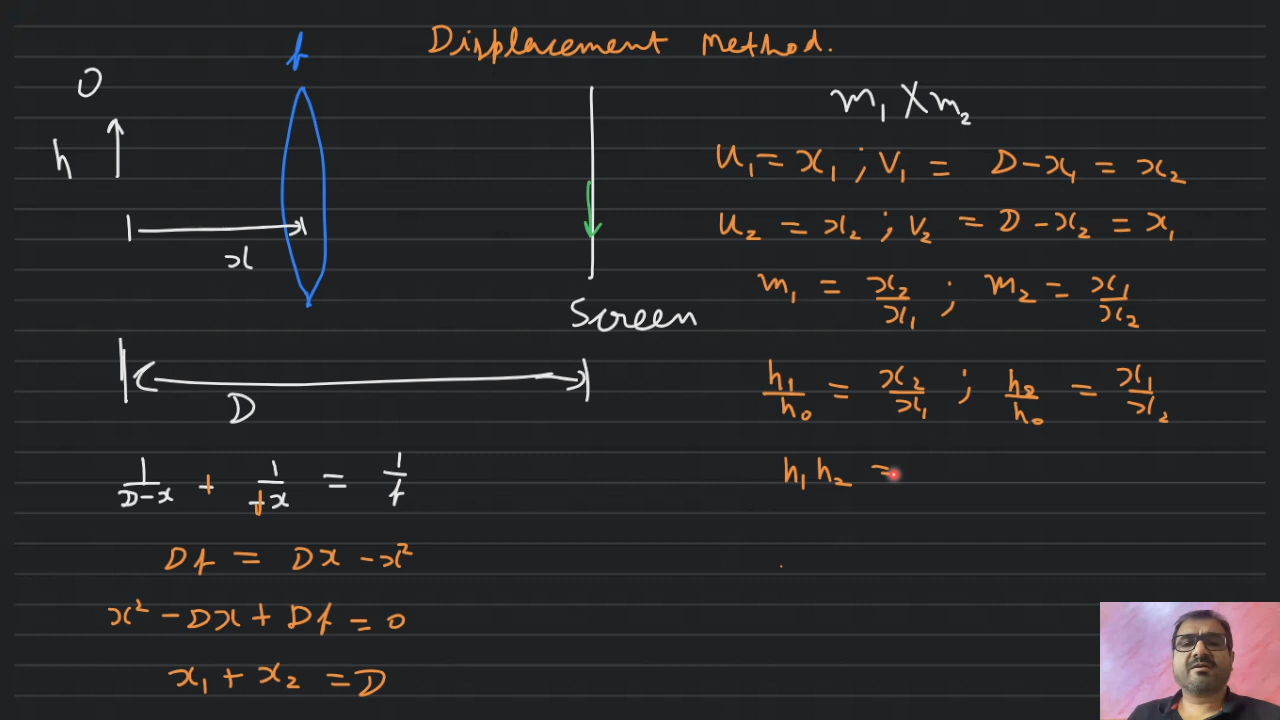 Displacement Method.
f
O
h
x
Screen
D
1/(D-x) + 1/(+x) = 1/f
Df = Dx - x²
x² - Dx + Df = 0
x₁ + x₂ = D
m₁ X m₂
u₁ = x₁ ; v₁ = D - x₁ = x₂
u₂ = x₂ ; v₂ = D - x₂ = x₁
m₁ = x₂/x₁ ; m₂ = x₁/x₂
h₁/h₀ = x₂/x₁ ; h₂/h₀ = x₁/x₂
h₁ h₂ =